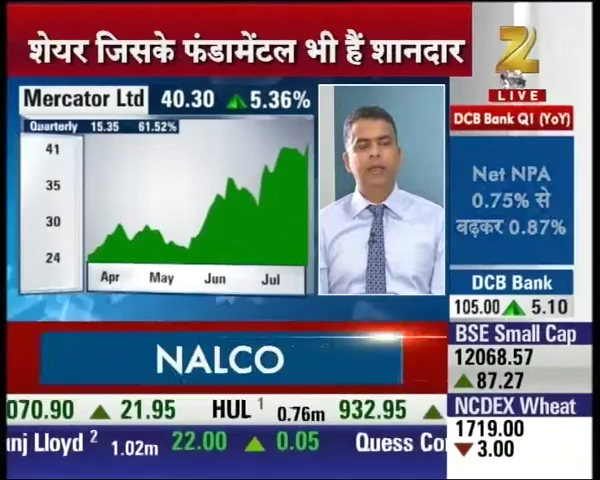 शेयर जिसके फंडामेंटल भी हैं शानदार
Z
LIVE
Mercator Ltd 40.30 ▲ 5.36%
Quarterly 15.35 61.52%
41
35
30
24
Apr May Jun Jul
DCB Bank Q1 (YoY)
Net NPA
0.75% से
बढ़कर 0.87%
DCB Bank
105.00 ▲ 5.10
NALCO
BSE Small Cap
12068.57
▲ 87.27
NCDEX Wheat
1719.00
▼ 3.00
070.90 ▲ 21.95 HUL 1 0.76m 932.95 ▲
nj Lloyd 2 1.02m 22.00 ▲ 0.05 Quess Co